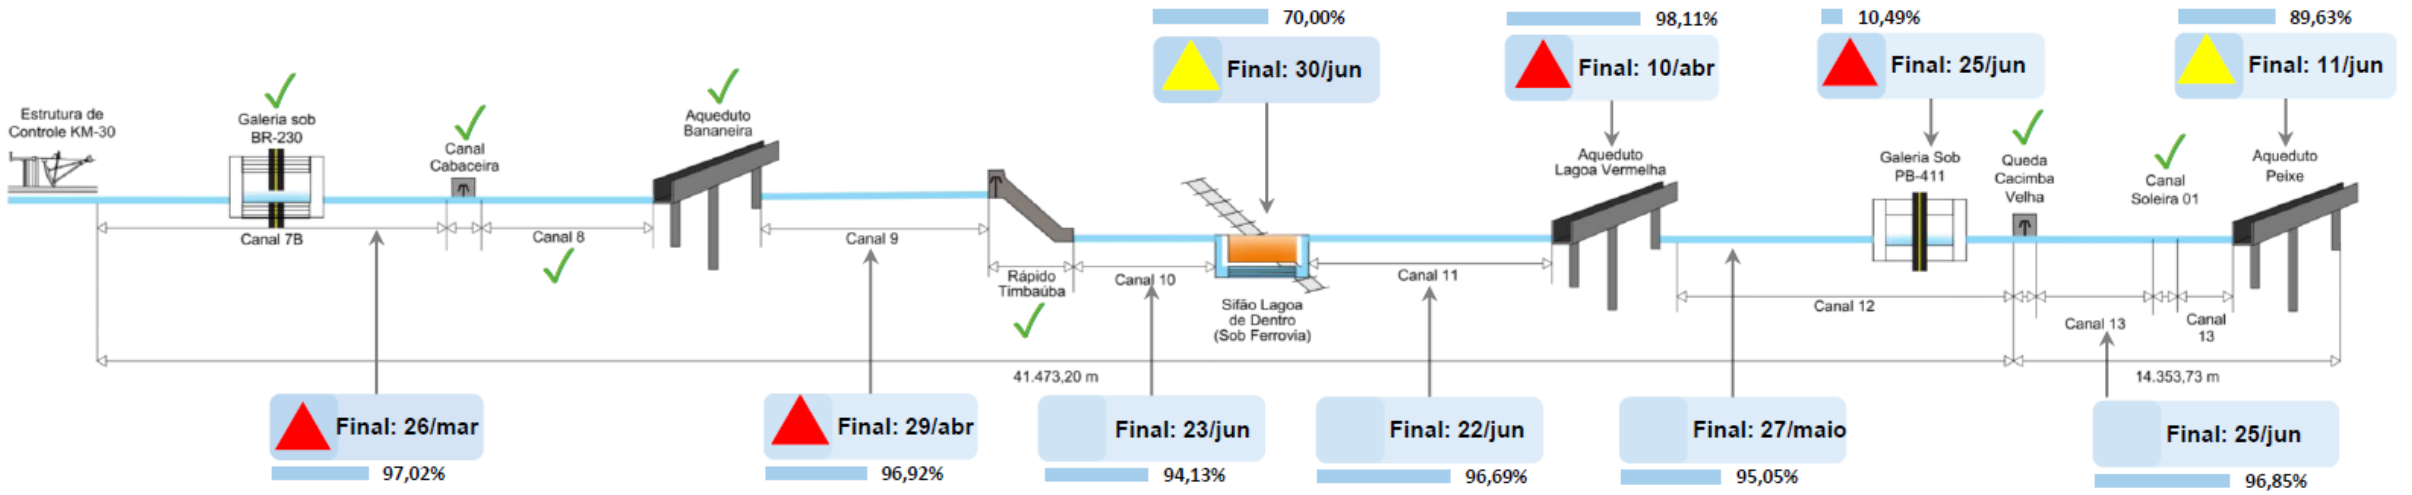 70,00%
98,11%
10,49%
89,63%
Final: 30/jun
Final: 10/abr
Final: 25/jun
Final: 11/jun
Estrutura de
Controle KM-30
Galeria sob
BR-230
Canal
Cabaceira
Aqueduto
Bananeira
Aqueduto
Lagoa Vermelha
Galeria Sob
PB-411
Queda
Cacimba
Velha
Canal
Soleira 01
Aqueduto
Peixe
Canal 7B
Canal 8
Canal 9
Rápido
Timbaúba
Canal 10
Sifão Lagoa
de Dentro
(Sob Ferrovia)
Canal 11
Canal 12
Canal 13
Canal
13
41.473,20 m
14.353,73 m
Final: 26/mar
Final: 29/abr
Final: 23/jun
Final: 22/jun
Final: 27/maio
Final: 25/jun
97,02%
96,92%
94,13%
96,69%
95,05%
96,85%